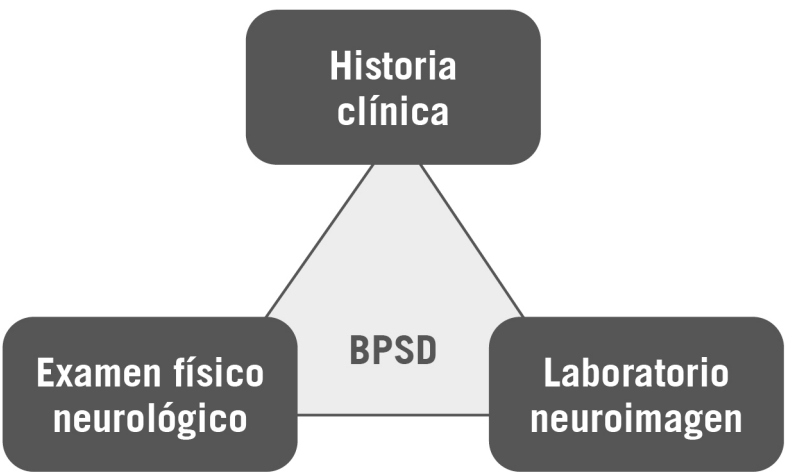 Historia
clínica
BPSD
Examen físico
neurológico
Laboratorio
neuroimagen